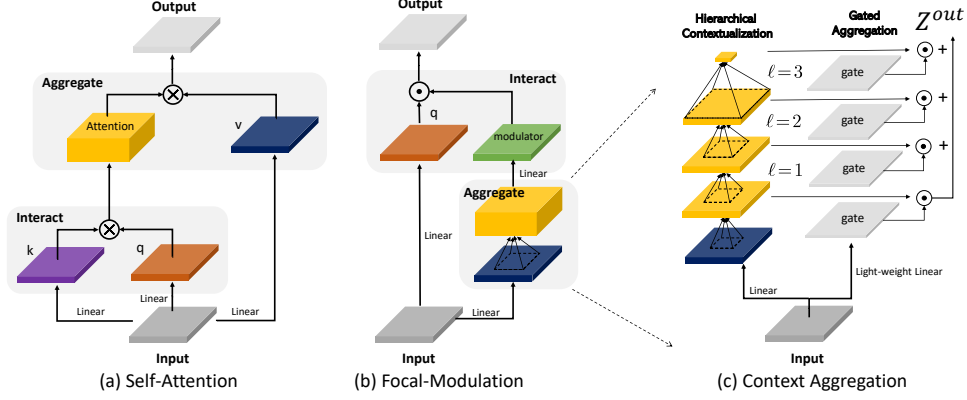 Output
Aggregate
Attention
v
Interact
k
q
Linear
Linear
Linear
Input
(a) Self-Attention
Output
Interact
q
modulator
Linear
Aggregate
Linear
Linear
Input
(b) Focal-Modulation
Hierarchical
Contextualization
Gated
Aggregation
Z^{out}
+
ℓ=3
gate
+
ℓ=2
gate
+
ℓ=1
gate
gate
Linear
Light-weight Linear
Input
(c) Context Aggregation